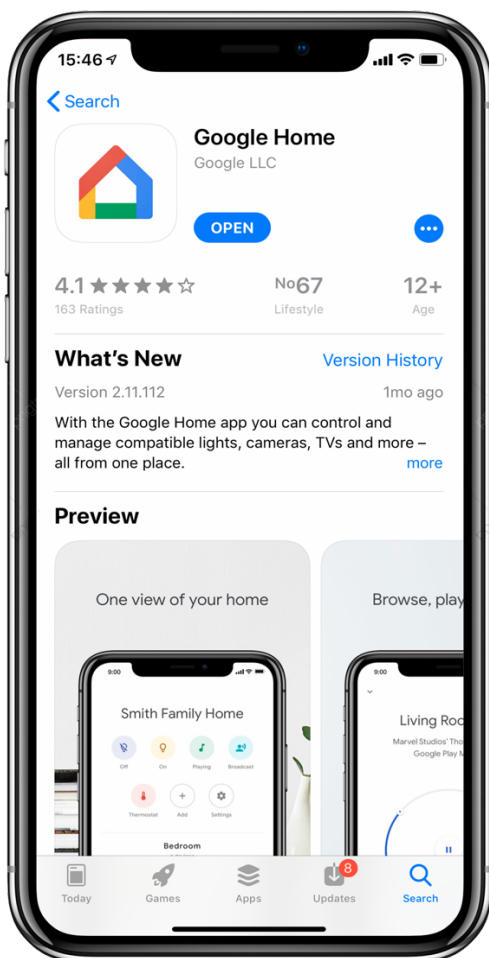 15:46
Search
Google Home
Google LLC
OPEN
4.1
No67
12+
163 Ratings
Lifestyle
Age
What's New
Version History
Version 2.11.112
1mo ago
With the Google Home app you can control and
manage compatible lights, cameras, TVs and more –
all from one place.
more
Preview
One view of your home
Browse, play
9:00
9:00
Smith Family Home
Living Roo
Marvel Studios' Tho
Google Play M
Off
On
Playing
Broadcast
Thermostat
Add
Settings
Bedroom
8
Today
Games
Apps
Updates
Search